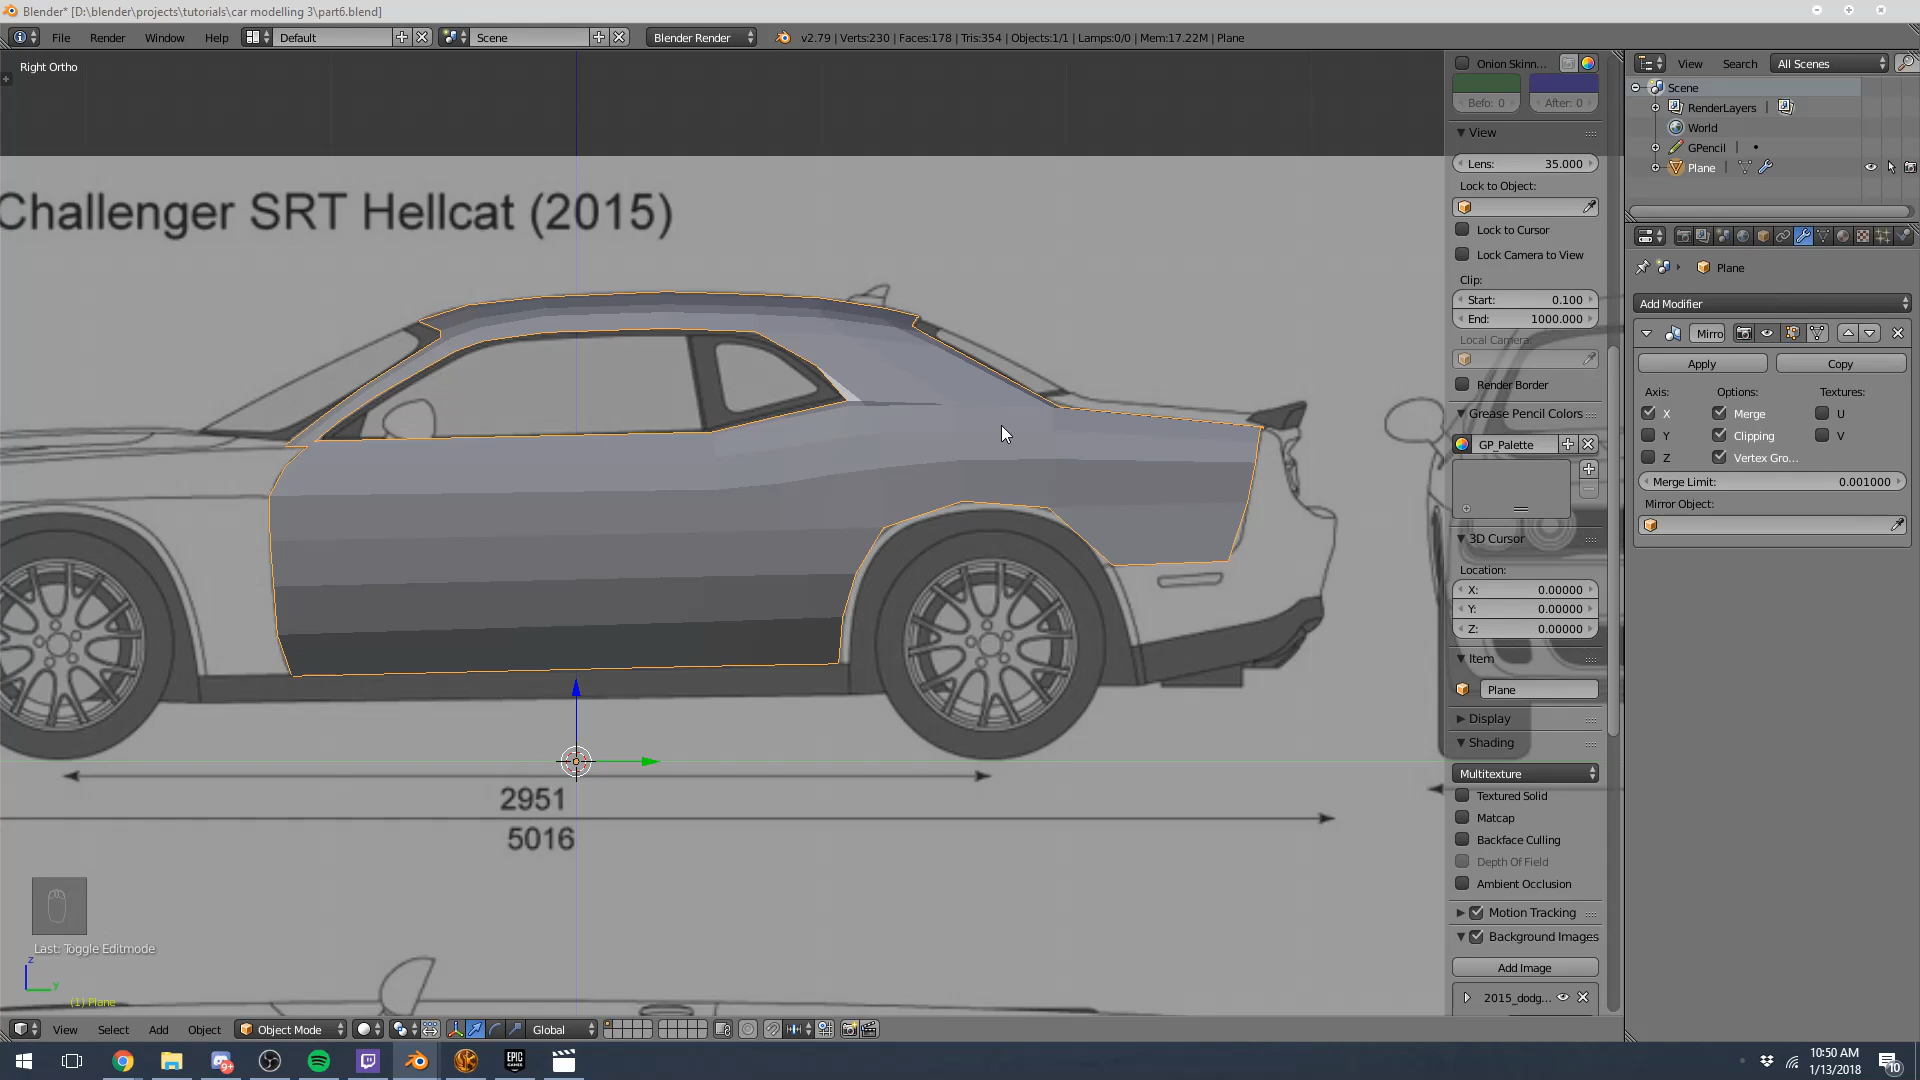 Blender* [D:\blender\projects\tutorials\car modelling 3\part6.blend]
File Render Window Help Default Scene Blender Render v2.79 | Verts:230 | Faces:178 | Tris:354 | Objects:1/1 | Lamps:0/0 | Mem:17.22M | Plane
Right Ortho
Challenger SRT Hellcat (2015)
2951
5016
Last: Toggle Editmode
z
y
(1) Plane
View Select Add Object Object Mode Global
Onion Skinn...
Befo: 0 After: 0
View
Lens: 35.000
Lock to Object:
Lock to Cursor
Lock Camera to View
Clip:
Start: 0.100
End: 1000.000
Local Camera:
Render Border
Grease Pencil Colors
GP_Palette
3D Cursor
Location:
X: 0.00000
Y: 0.00000
Z: 0.00000
Item
Plane
Display
Shading
Multitexture
Textured Solid
Matcap
Backface Culling
Depth Of Field
Ambient Occlusion
Motion Tracking
Background Images
Add Image
2015_dodg...
View Search All Scenes
Scene
RenderLayers
World
GPencil
Plane
Plane
Add Modifier
Mirro
Apply Copy
Axis: Options: Textures:
X Merge U
Y Clipping V
Z Vertex Gro...
Merge Limit: 0.001000
Mirror Object:
9+
EPIC
GAMES
10:50 AM
1/13/2018
10